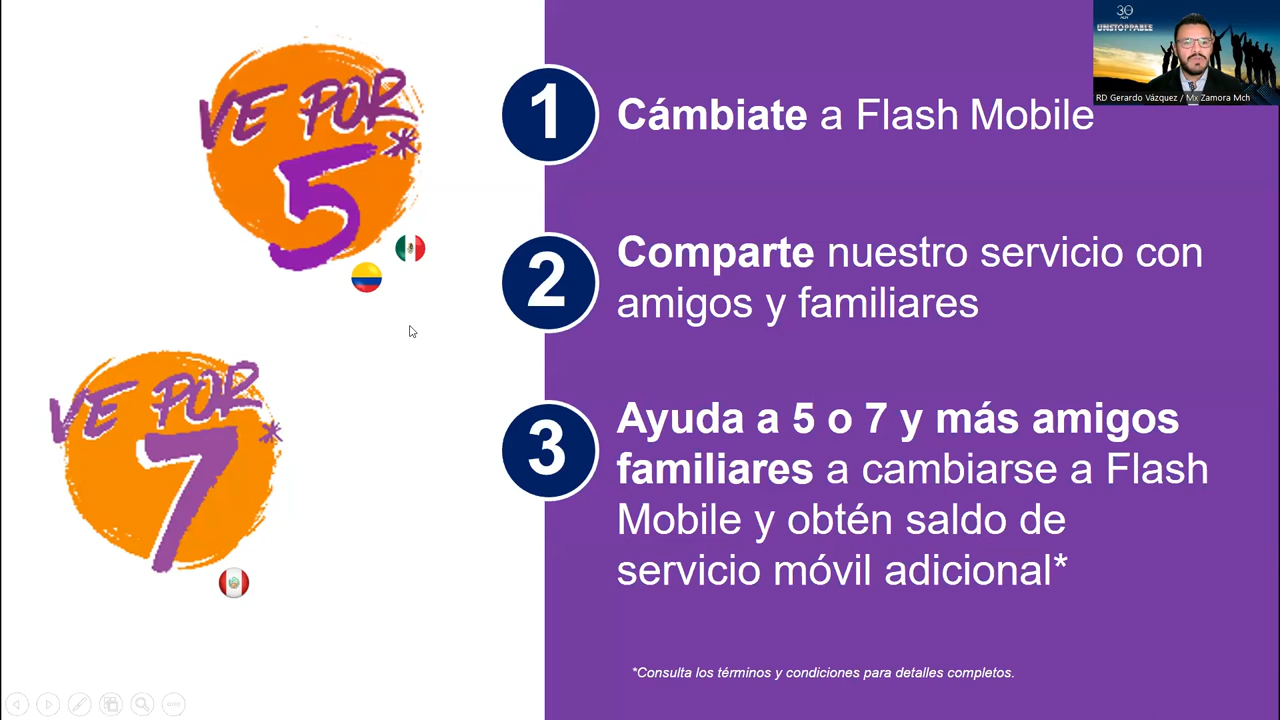 VE POR
5*
VE POR
7*
1
Cámbiate a Flash Mobile
2
Comparte nuestro servicio con
amigos y familiares
3
Ayuda a 5 o 7 y más amigos
familiares a cambiarse a Flash
Mobile y obtén saldo de
servicio móvil adicional*
*Consulta los términos y condiciones para detalles completos.
30
UNSTOPPABLE
RD Gerardo Vázquez / Mx Zamora Mch